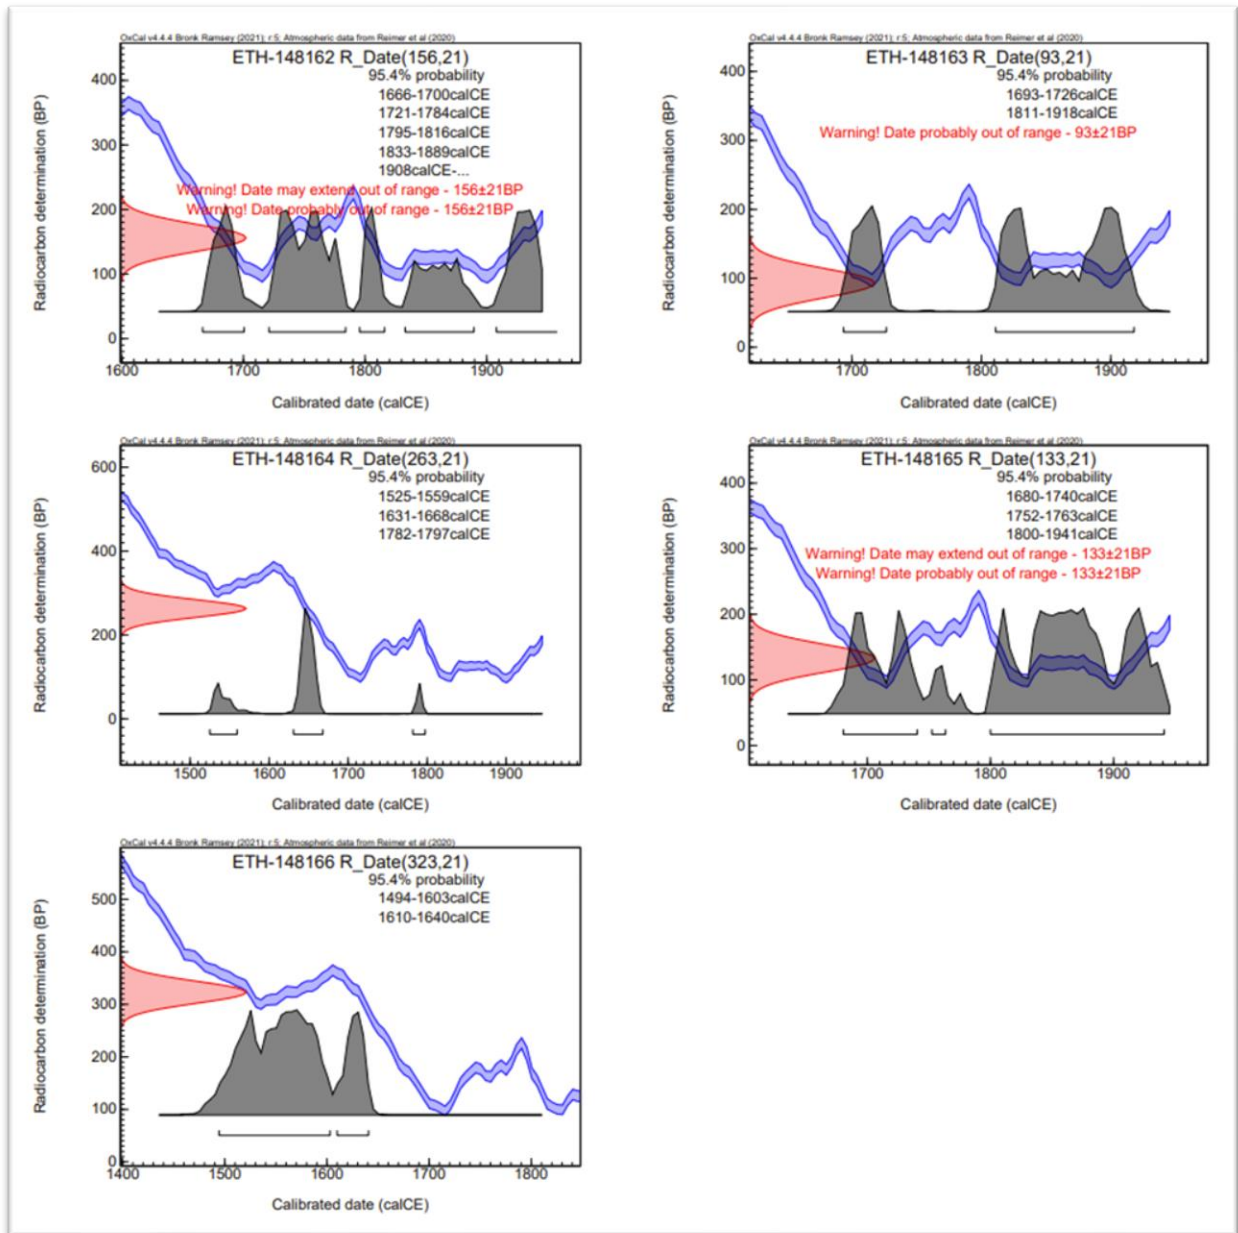 OxCal v4.4.4 Bronk Ramsey (2021); r:5; Atmospheric data from Reimer et al (2020)
ETH-148162 R_Date(156,21)
95.4% probability
1666-1700calCE
1721-1784calCE
1795-1816calCE
1833-1889calCE
1908calCE-...
Warning! Date may extend out of range - 156±21BP
Warning! Date probably out of range - 156±21BP
Radiocarbon determination (BP)
400
300
200
100
0
1600 1700 1800 1900
Calibrated date (calCE)
OxCal v4.4.4 Bronk Ramsey (2021); r:5; Atmospheric data from Reimer et al (2020)
ETH-148163 R_Date(93,21)
95.4% probability
1693-1726calCE
1811-1918calCE
Warning! Date probably out of range - 93±21BP
Radiocarbon determination (BP)
400
300
200
100
0
1700 1800 1900
Calibrated date (calCE)
OxCal v4.4.4 Bronk Ramsey (2021); r:5; Atmospheric data from Reimer et al (2020)
ETH-148164 R_Date(263,21)
95.4% probability
1525-1559calCE
1631-1668calCE
1782-1797calCE
Radiocarbon determination (BP)
600
400
200
0
1500 1600 1700 1800 1900
Calibrated date (calCE)
OxCal v4.4.4 Bronk Ramsey (2021); r:5; Atmospheric data from Reimer et al (2020)
ETH-148165 R_Date(133,21)
95.4% probability
1680-1740calCE
1752-1763calCE
1800-1941calCE
Warning! Date may extend out of range - 133±21BP
Warning! Date probably out of range - 133±21BP
Radiocarbon determination (BP)
400
300
200
100
0
1700 1800 1900
Calibrated date (calCE)
OxCal v4.4.4 Bronk Ramsey (2021); r:5; Atmospheric data from Reimer et al (2020)
ETH-148166 R_Date(323,21)
95.4% probability
1494-1603calCE
1610-1640calCE
Radiocarbon determination (BP)
500
400
300
200
100
0
1400 1500 1600 1700 1800
Calibrated date (calCE)